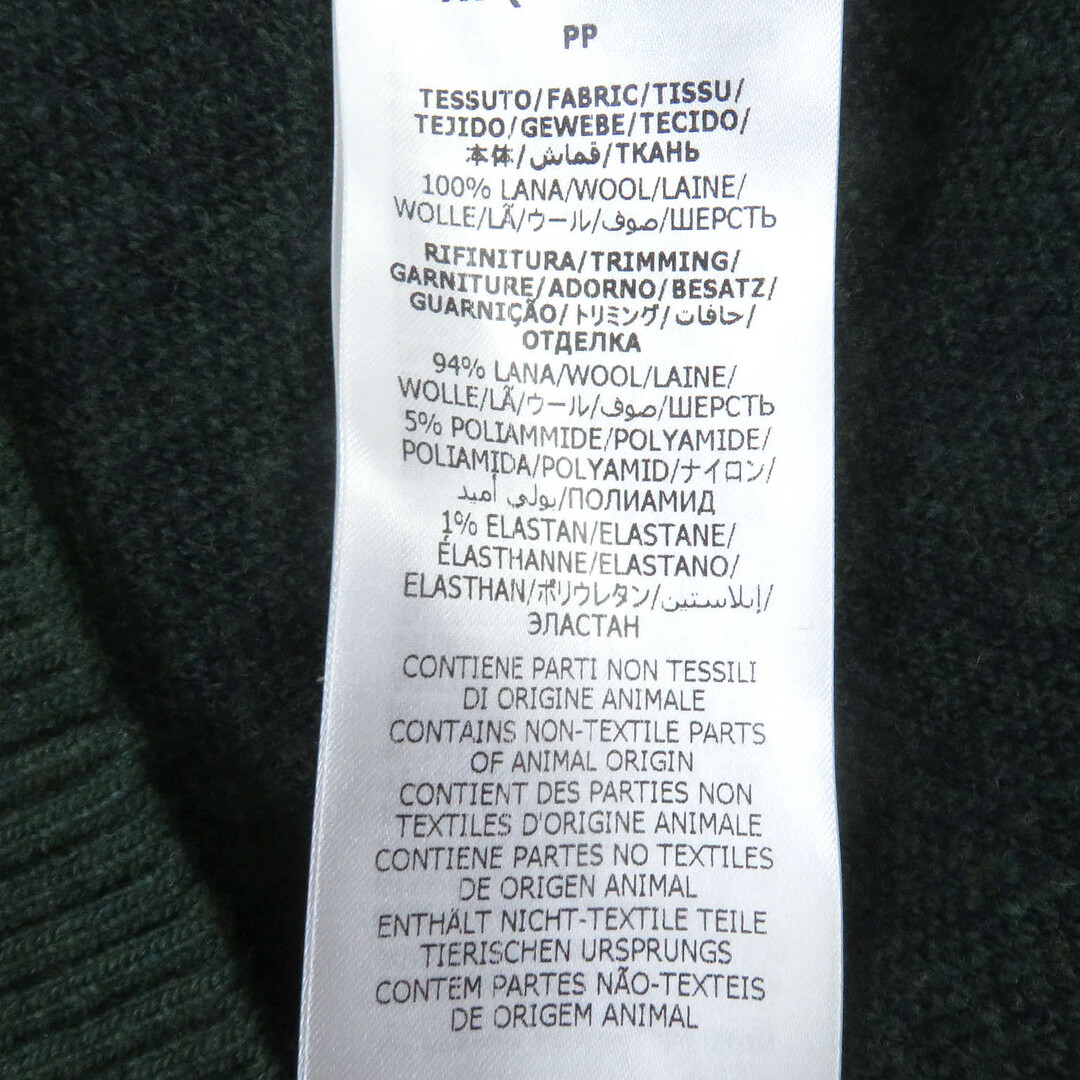 PP
TESSUTO/FABRIC/TISSU/
TEJIDO/GEWEBE/TECIDO/
本体/قماش/ТКАНЬ
100% LANA/WOOL/LAINE/
WOLLE/LÃ/ウール/صوف/ШЕРСТЬ
RIFINITURA/TRIMMING/
GARNITURE/ADORNO/BESATZ/
GUARNIÇÃO/トリミング/حافات/
ОТДЕЛКА
94% LANA/WOOL/LAINE/
WOLLE/LÃ/ウール/صوف/ШЕРСТЬ
5% POLIAMMIDE/POLYAMIDE/
POLIAMIDA/POLYAMID/ナイロン/
بولي أميد/ПОЛИАМИД
1% ELASTAN/ELASTANE/
ÉLASTHANNE/ELASTANO/
ELASTHAN/ポリウレタン/إيلاستين/
ЭЛАСТАН
CONTIENE PARTI NON TESSILI
DI ORIGINE ANIMALE
CONTAINS NON-TEXTILE PARTS
OF ANIMAL ORIGIN
CONTIENT DES PARTIES NON
TEXTILES D'ORIGINE ANIMALE
CONTIENE PARTES NO TEXTILES
DE ORIGEN ANIMAL
ENTHÄLT NICHT-TEXTILE TEILE
TIERISCHEN URSPRUNGS
CONTÉM PARTES NÃO-TEXTEIS
DE ORIGEM ANIMAL